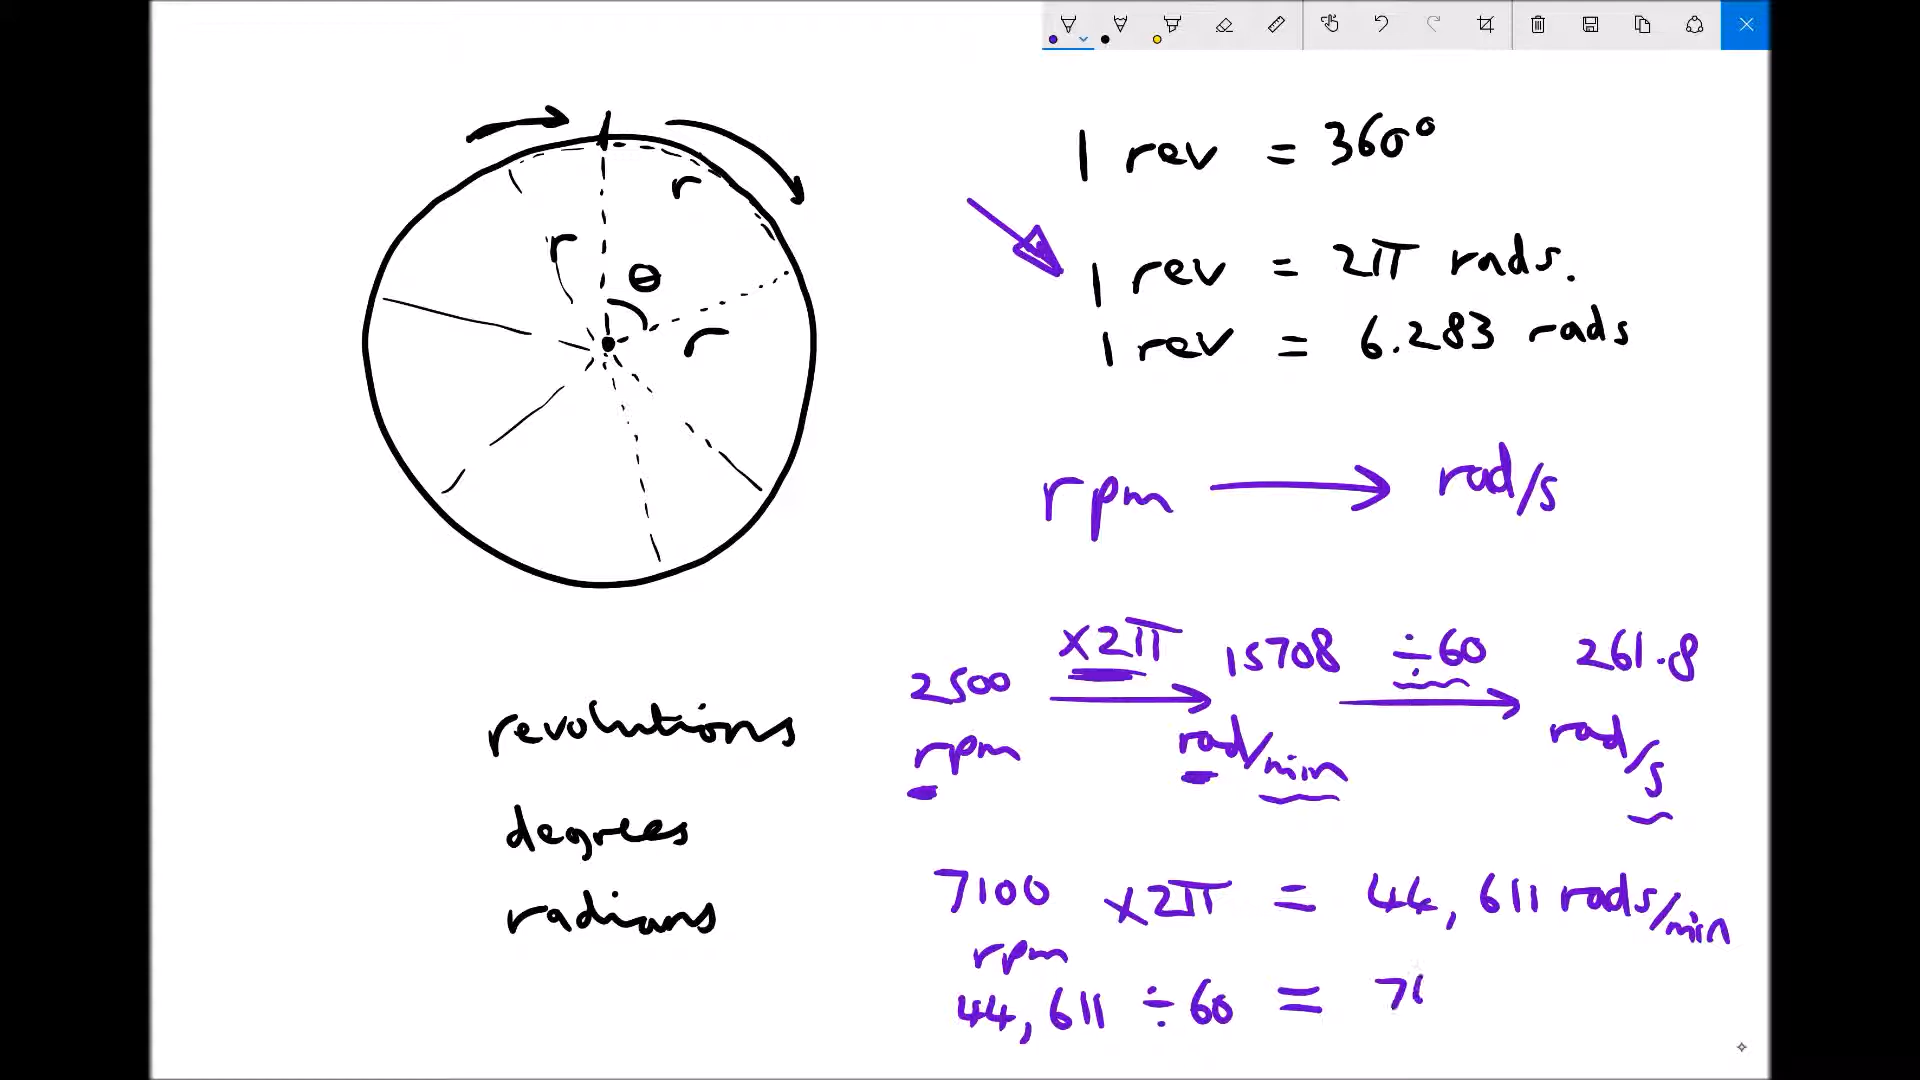 r
r
θ
r
revolutions
degrees
radians
1 rev = 360°
1 rev = 2π rads.
1 rev = 6.283 rads
rpm → rad/s
2500 rpm ×2π → 15708 rad/min ÷60 → 261.8 rad/s
7100 rpm ×2π = 44,611 rads/min
44,611 ÷ 60 = 7